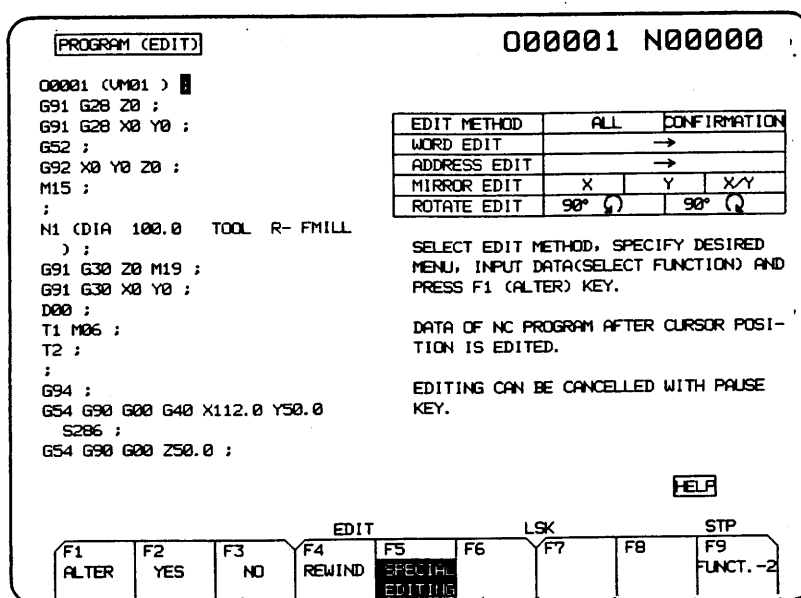 PROGRAM (EDIT)
O00001 N00000
O0001 (VM01 ) ;
G91 G28 Z0 ;
G91 G28 X0 Y0 ;
G52 ;
G92 X0 Y0 Z0 ;
M15 ;
;
N1 (DIA 100.0 TOOL R- FMILL
) ;
G91 G30 Z0 M19 ;
G91 G30 X0 Y0 ;
D00 ;
T1 M06 ;
T2 ;
;
G94 ;
G54 G90 G00 G40 X112.0 Y50.0
S286 ;
G54 G90 G00 Z50.0 ;
EDIT METHOD ALL CONFIRMATION
WORD EDIT →
ADDRESS EDIT →
MIRROR EDIT X Y X/Y
ROTATE EDIT 90° 90°
SELECT EDIT METHOD, SPECIFY DESIRED
MENU, INPUT DATA(SELECT FUNCTION) AND
PRESS F1 (ALTER) KEY.
DATA OF NC PROGRAM AFTER CURSOR POSI-
TION IS EDITED.
EDITING CAN BE CANCELLED WITH PAUSE
KEY.
HELP
EDIT LSK STP
F1 F2 F3 F4 F5 F6 F7 F8 F9
ALTER YES NO REWIND SPECIAL FUNCT.-2
EDITING